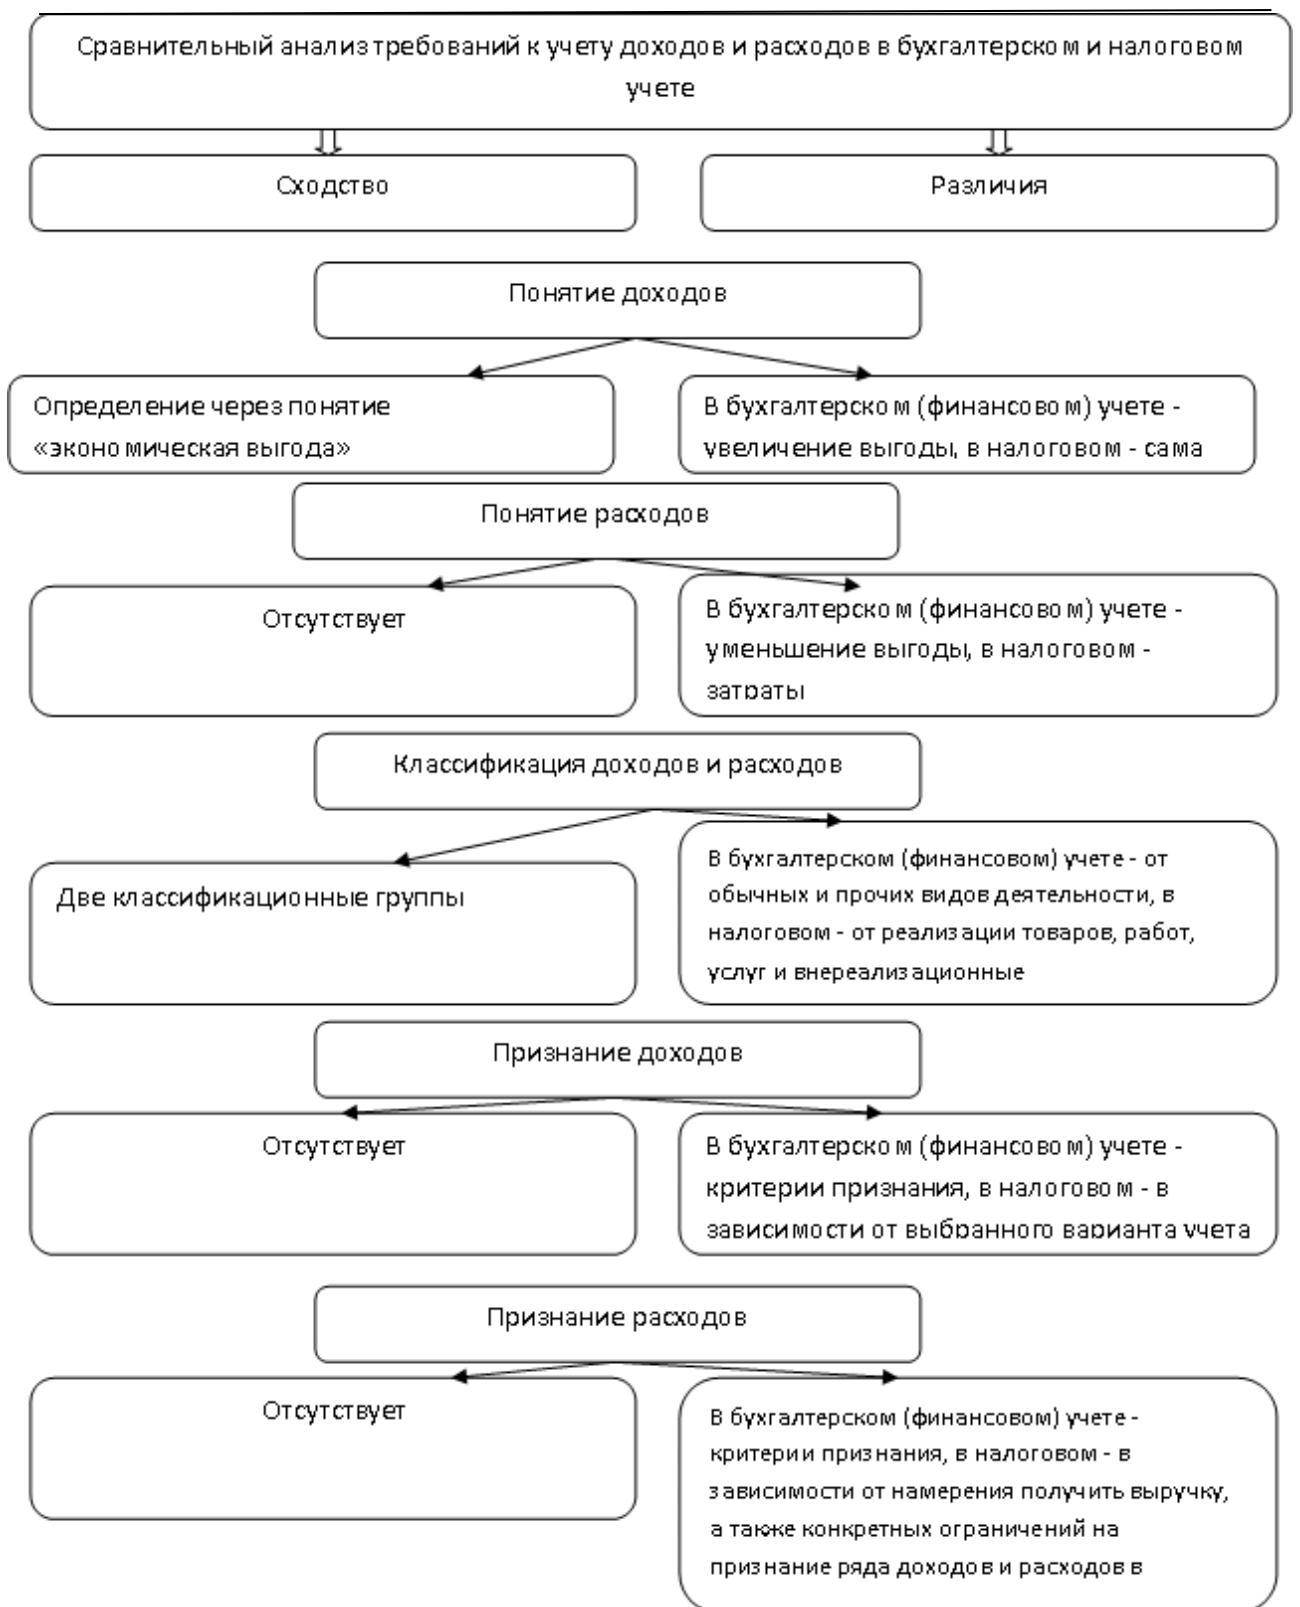 Сравнительный анализ требований к учету доходов и расходов в бухгалтерском и налоговом
учете
Сходство
Различия
Понятие доходов
Определение через понятие
«экономическая выгода»
В бухгалтерском (финансовом) учете -
увеличение выгоды, в налоговом - сама
Понятие расходов
Отсутствует
В бухгалтерском (финансовом) учете -
уменьшение выгоды, в налоговом -
затраты
Классификация доходов и расходов
Две классификационные группы
В бухгалтерском (финансовом) учете - от
обычных и прочих видов деятельности, в
налоговом - от реализации товаров, работ,
услуг и внереализационные
Признание доходов
Отсутствует
В бухгалтерском (финансовом) учете -
критерии признания, в налоговом - в
зависимости от выбранного варианта учета
Признание расходов
Отсутствует
В бухгалтерском (финансовом) учете -
критерии признания, в налоговом - в
зависимости от намерения получить выручку,
а также конкретных ограничений на
признание ряда доходов и расходов в